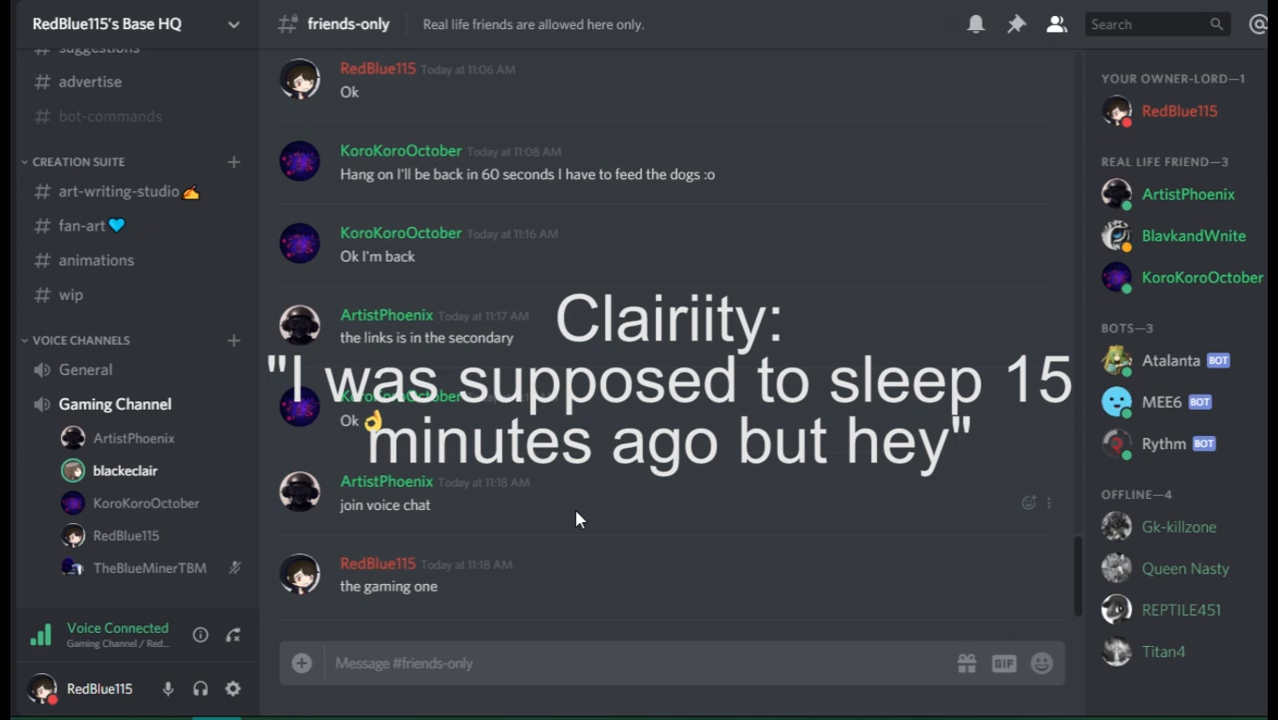 RedBlue115's Base HQ
suggestions
# advertise
# bot-commands
CREATION SUITE
# art-writing-studio✍️
# fan-art💙
# animations
# wip
VOICE CHANNELS
General
Gaming Channel
ArtistPhoenix
blackeclair
KoroKoroOctober
RedBlue115
TheBlueMinerTBM
Voice Connected
Gaming Channel / Red...
RedBlue115
friends-only
Real life friends are allowed here only.
Search
RedBlue115 Today at 11:06 AM
Ok
KoroKoroOctober Today at 11:08 AM
Hang on I'll be back in 60 seconds I have to feed the dogs :o
KoroKoroOctober Today at 11:16 AM
Ok I'm back
ArtistPhoenix Today at 11:17 AM
the links is in the secondary
KoroKoroOctober
Ok 👌
ArtistPhoenix Today at 11:18 AM
join voice chat
RedBlue115 Today at 11:18 AM
the gaming one
Message #friends-only
GIF
Clairiity:
"I was supposed to sleep 15
minutes ago but hey"
YOUR OWNER-LORD—1
RedBlue115
REAL LIFE FRIEND—3
ArtistPhoenix
BlavkandWnite
KoroKoroOctober
BOTS—3
Atalanta BOT
MEE6 BOT
Rythm BOT
OFFLINE—4
Gk-killzone
Queen Nasty
REPTILE451
Titan4